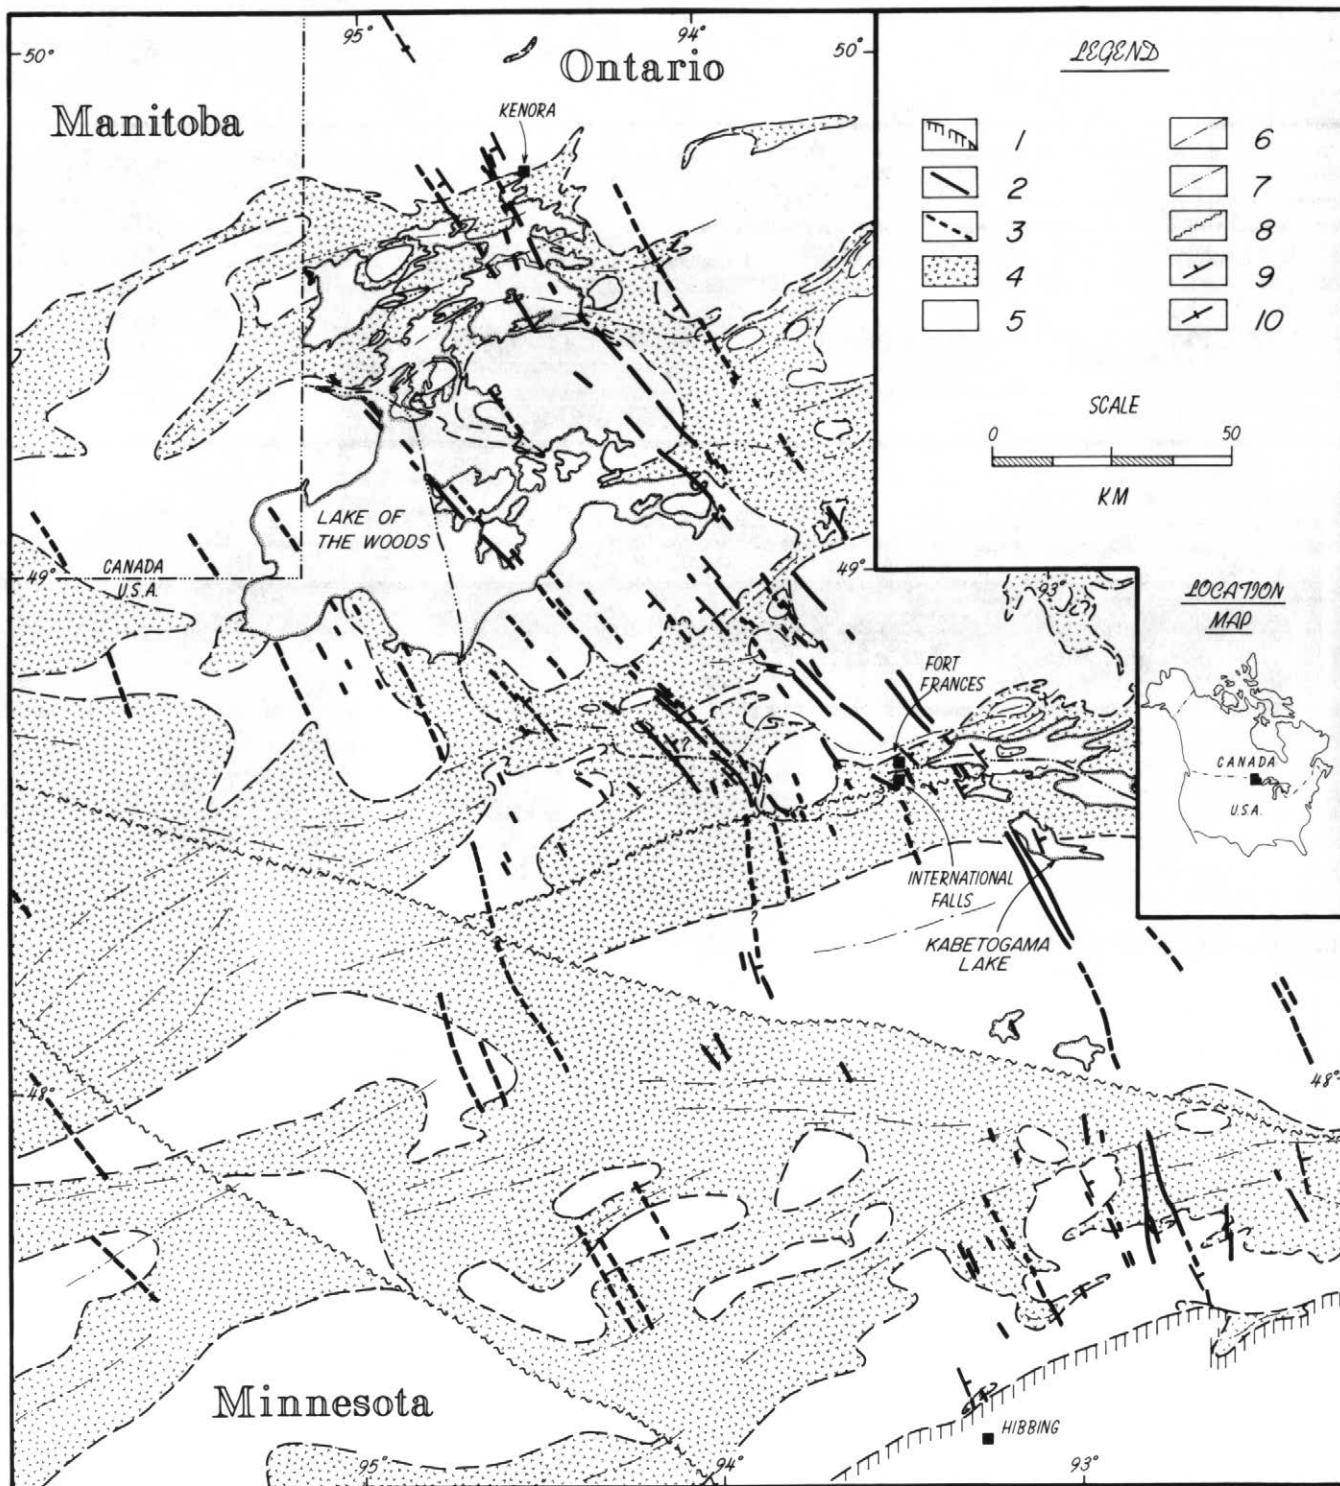 95°
94°
50°
50°
Ontario
Manitoba
KENORA
LEGEND
1
6
2
7
3
8
4
9
5
10
SCALE
0
50
KM
LAKE OF
THE WOODS
CANADA
U.S.A.
49°
49°
93°
LOCATION
MAP
CANADA
U.S.A.
FORT
FRANCES
INTERNATIONAL
FALLS
?
KABETOGAMA
LAKE
48°
48°
Minnesota
HIBBING
95°
94°
93°